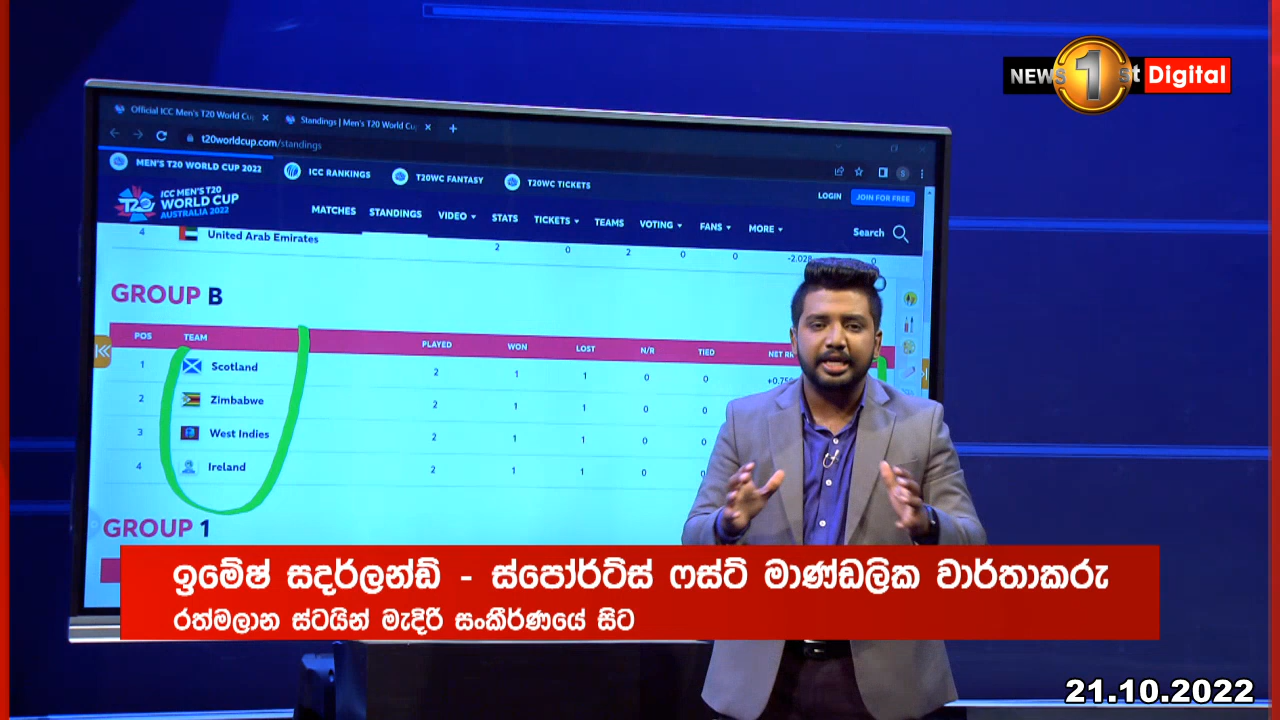 NEWS 1st Digital
Official ICC Men's T20 World Cu
Standings | Men's T20 World Cu
t20worldcup.com/standings
MEN'S T20 WORLD CUP 2022 ICC RANKINGS T20WC FANTASY T20WC TICKETS
LOGIN JOIN FOR FREE
ICC MEN'S T20
WORLD CUP
AUSTRALIA 2022
MATCHES STANDINGS VIDEO STATS TICKETS TEAMS VOTING FANS MORE
Search
4 United Arab Emirates 2 0 2 0 0 -2.028 0
GROUP B
POS TEAM PLAYED WON LOST N/R TIED NET
1 Scotland 2 1 1 0 0
2 Zimbabwe 2 1 1 0 0
3 West Indies 2 1 1 0 0
4 Ireland 2 1 1 0
GROUP 1
ඉමේෂ් සදර්ලන්ඩ් - ස්පෝර්ට්ස් ෆස්ට් මාණ්ඩලික වාර්තාකරු
රත්මලාන ස්ටයින් මැදිරි සංකීර්ණයේ සිට
21.10.2022